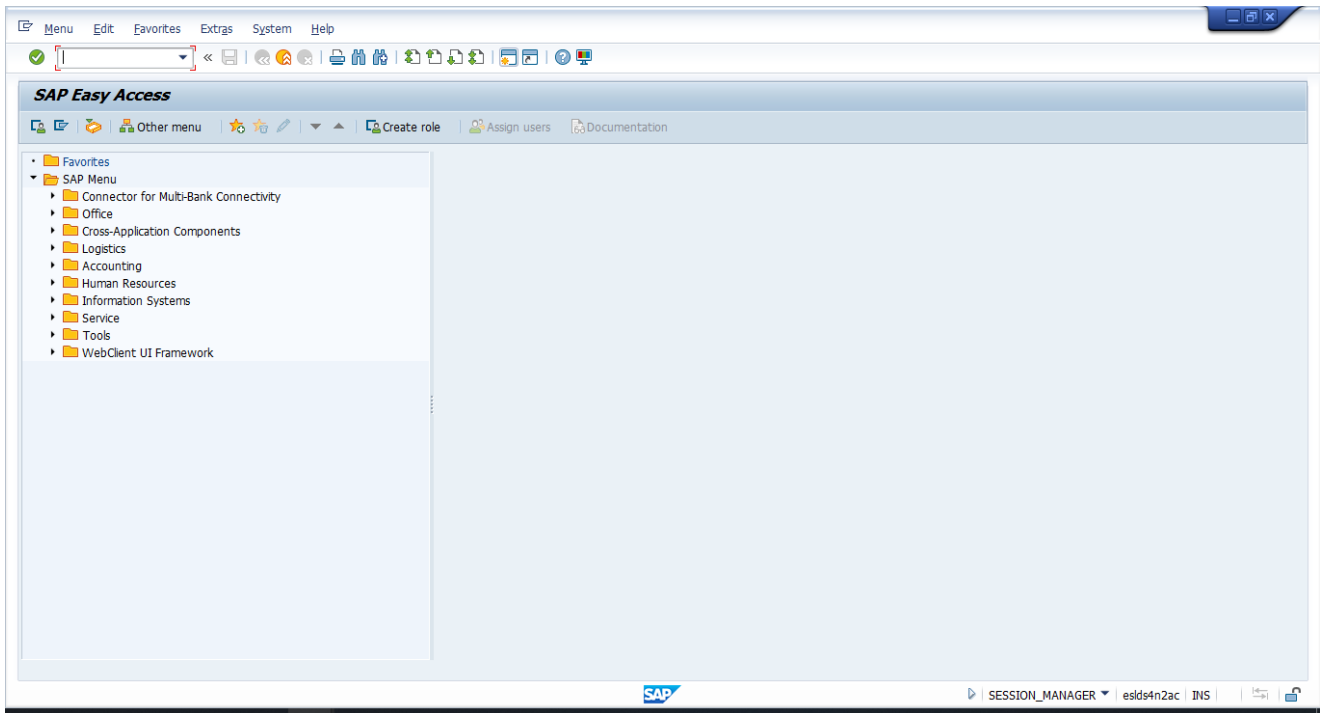 Menu Edit Favorites Extras System Help
SAP Easy Access
Other menu Create role Assign users Documentation
Favorites
SAP Menu
Connector for Multi-Bank Connectivity
Office
Cross-Application Components
Logistics
Accounting
Human Resources
Information Systems
Service
Tools
WebClient UI Framework
SAP SESSION_MANAGER eslds4n2ac INS